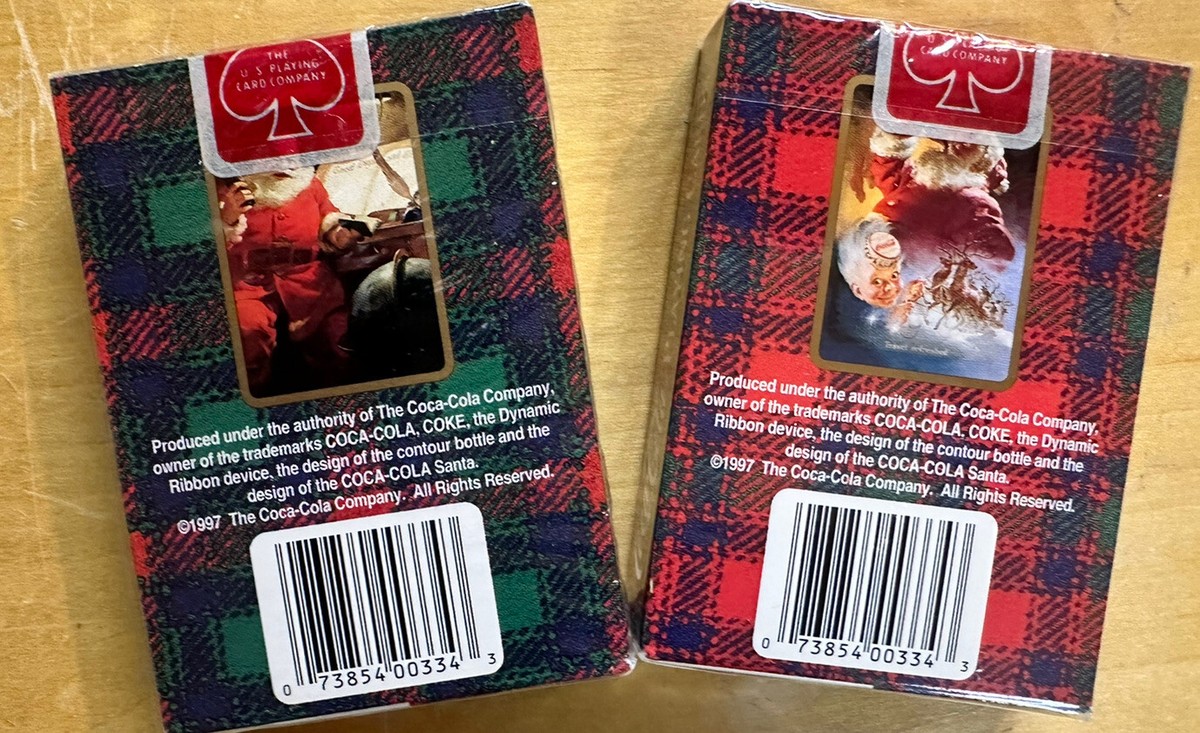 THE
U S PLAYING
CARD COMPANY
Produced under the authority of The Coca-Cola Company,
owner of the trademarks COCA-COLA, COKE, the Dynamic
Ribbon device, the design of the contour bottle and the
design of the COCA-COLA Santa.
©1997 The Coca-Cola Company. All Rights Reserved.
0 73854 00334 3
CARD COMPANY
Produced under the authority of The Coca-Cola Company,
owner of the trademarks COCA-COLA, COKE, the Dynamic
Ribbon device, the design of the contour bottle and the
design of the COCA-COLA Santa.
©1997 The Coca-Cola Company. All Rights Reserved.
0 73854 00334 3